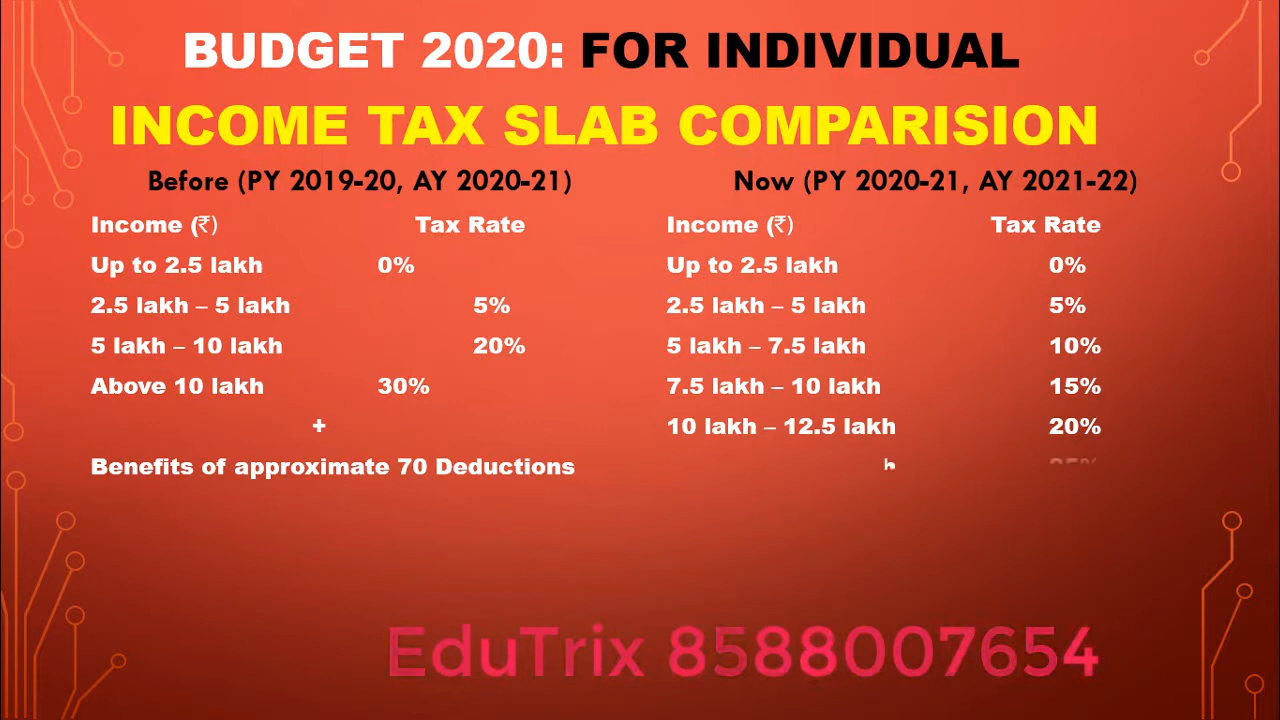 BUDGET 2020: FOR INDIVIDUAL
INCOME TAX SLAB COMPARISION
Before (PY 2019-20, AY 2020-21)
Income (₹) Tax Rate
Up to 2.5 lakh 0%
2.5 lakh – 5 lakh 5%
5 lakh – 10 lakh 20%
Above 10 lakh 30%
+
Benefits of approximate 70 Deductions
Now (PY 2020-21, AY 2021-22)
Income (₹) Tax Rate
Up to 2.5 lakh 0%
2.5 lakh – 5 lakh 5%
5 lakh – 7.5 lakh 10%
7.5 lakh – 10 lakh 15%
10 lakh – 12.5 lakh 20%
EduTrix 8588007654